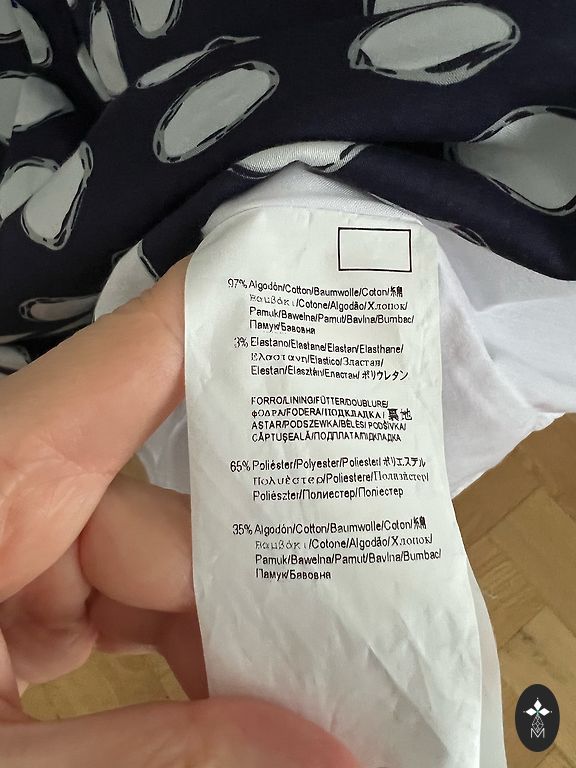 97% Algodón/Cotton/Baumwolle/Coton/綿
Βαμβάκι/Cotone/Algodão/Хлопок/
Pamuk/Bawełna/Pamut/Bavlna/Bumbac/
Памук/Бавовна
3% Elastano/Elastane/Elastan/Elasthane/
Ελαστανη/Elastico/Эластан/
Elestan/Elasztán/Еластан/ポリウレタン
FORRO/LINING/FÜTTER/DOUBLURE/
ΦΟΔΡΑ/FODERA/ПОДКЛАДКА/裏地
ASTAR/PODSZEWKA/BÉLÉS/PODŠÍVKA/
CĂPTUȘEALĂ/ПОДПЛАТА/ПІДКЛАДКА
65% Poliéster/Polyester/Poliester/ポリエステル
Πολυέστερ/Poliestere/Полиэстер/
Poliészter/Полиестер/Поліестер
35% Algodón/Cotton/Baumwolle/Coton/綿
Βαμβάκι/Cotone/Algodão/Хлопок/
Pamuk/Bawełna/Pamut/Bavlna/Bumbac/
Памук/Бавовна
M